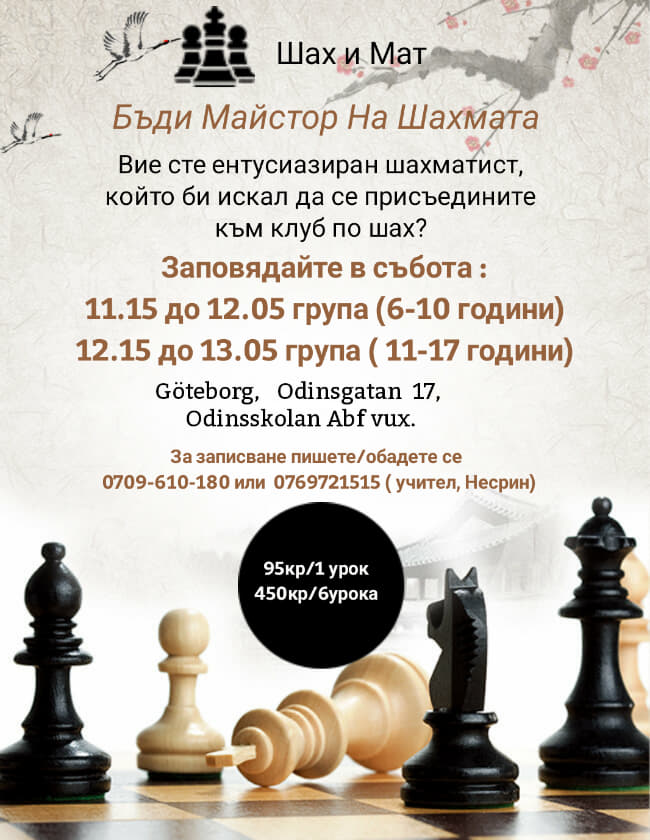 Шах и Мат
Бъди Майстор На Шахмата
Вие сте ентусиазиран шахматист,
който би искал да се присъедините
към клуб по шах?
Заповядайте в събота :
11.15 до 12.05 група (6-10 години)
12.15 до 13.05 група ( 11-17 години)
Göteborg, Odinsgatan 17,
Odinsskolan Abf vux.
За записване пишете/обадете се
0709-610-180 или 0769721515 ( учител, Несрин)
95кр/1 урок
450кр/6урока